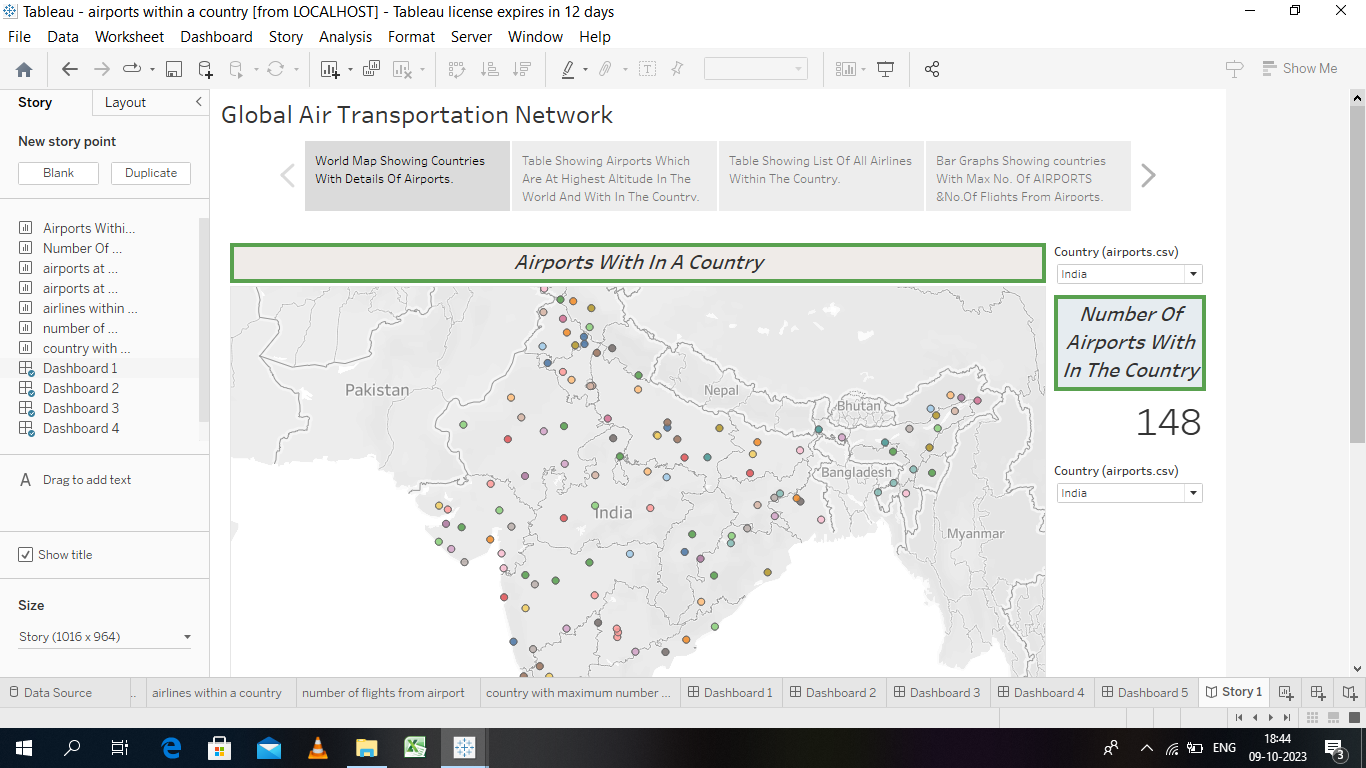 Tableau - airports within a country [from LOCALHOST] - Tableau license expires in 12 days
File Data Worksheet Dashboard Story Analysis Format Server Window Help
Show Me
Story Layout
New story point
Blank Duplicate
Airports Withi...
Number Of ...
airports at ...
airports at ...
airlines within ...
number of ...
country with ...
Dashboard 1
Dashboard 2
Dashboard 3
Dashboard 4
A Drag to add text
Show title
Size
Story (1016 x 964)
Global Air Transportation Network
World Map Showing Countries
With Details Of Airports.
Table Showing Airports Which
Are At Highest Altitude In The
World And With In The Country.
Table Showing List Of All Airlines
Within The Country.
Bar Graphs Showing countries
With Max No. Of AIRPORTS
&No.Of Flights From Airports.
Airports With In A Country
Pakistan
Nepal
Bhutan
Bangladesh
India
Myanmar
Country (airports.csv)
India
Number Of
Airports With
In The Country
148
Country (airports.csv)
India
Data Source .. airlines within a country number of flights from airport country with maximum number ... Dashboard 1 Dashboard 2 Dashboard 3 Dashboard 4 Dashboard 5 Story 1
ENG
18:44
09-10-2023
3